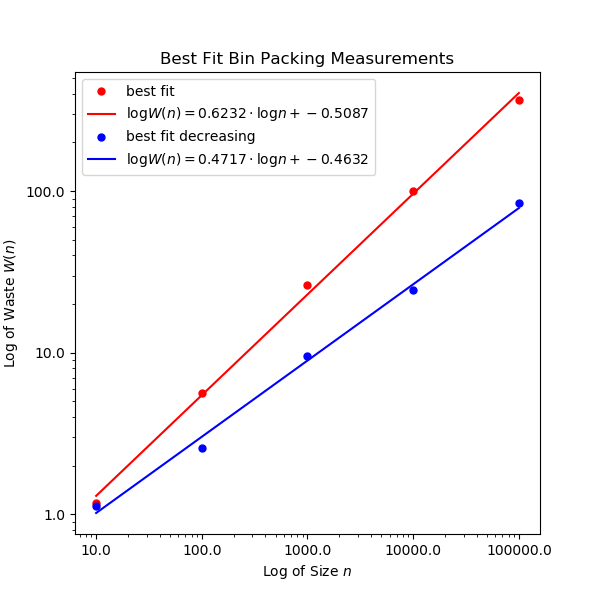 Best Fit Bin Packing Measurements
best fit
logW(n) = 0.6232 · logn + −0.5087
best fit decreasing
logW(n) = 0.4717 · logn + −0.4632
Log of Waste W(n)
100.0
10.0
1.0
10.0 100.0 1000.0 10000.0 100000.0
Log of Size n